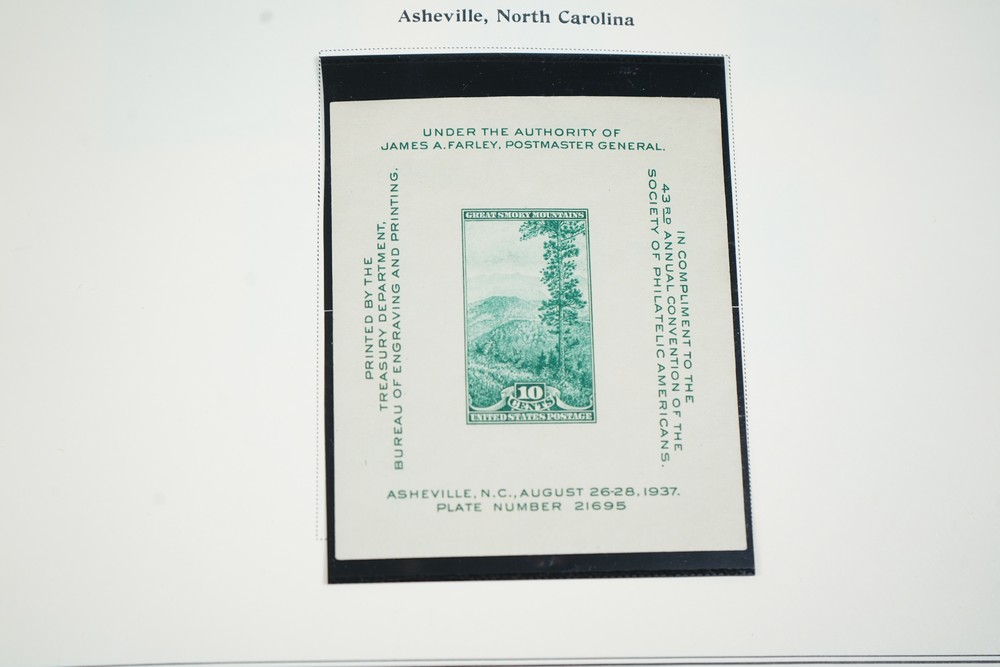 Asheville, North Carolina
UNDER THE AUTHORITY OF
JAMES A. FARLEY, POSTMASTER GENERAL.
PRINTED BY THE
TREASURY DEPARTMENT,
BUREAU OF ENGRAVING AND PRINTING.
GREAT SMOKY MOUNTAINS
10
CENTS
UNITED STATES POSTAGE
IN COMPLIMENT TO THE
43RD ANNUAL CONVENTION OF THE
SOCIETY OF PHILATELIC AMERICANS.
ASHEVILLE, N.C., AUGUST 26-28, 1937.
PLATE NUMBER 21695